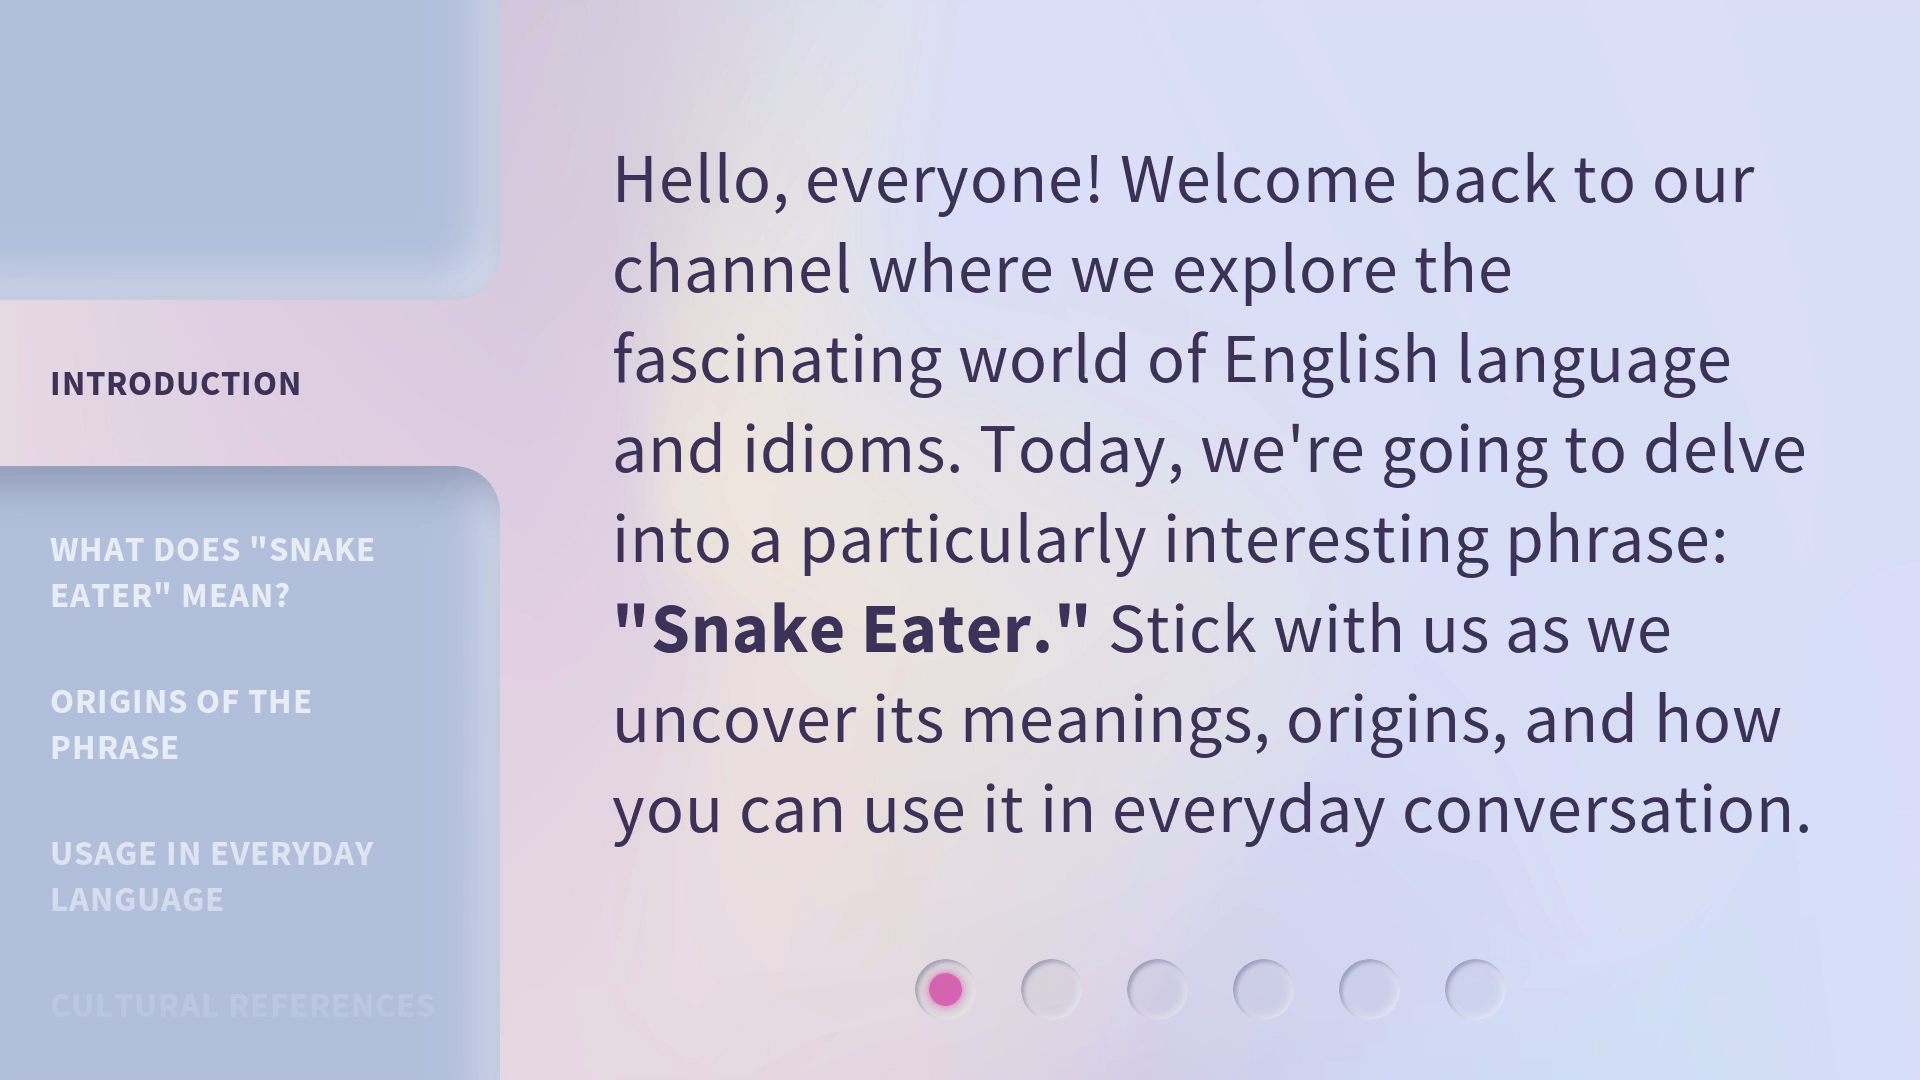 INTRODUCTION
WHAT DOES "SNAKE
EATER" MEAN?
ORIGINS OF THE
PHRASE
USAGE IN EVERYDAY
LANGUAGE
CULTURAL REFERENCES
Hello, everyone! Welcome back to our
channel where we explore the
fascinating world of English language
and idioms. Today, we're going to delve
into a particularly interesting phrase:
"Snake Eater." Stick with us as we
uncover its meanings, origins, and how
you can use it in everyday conversation.